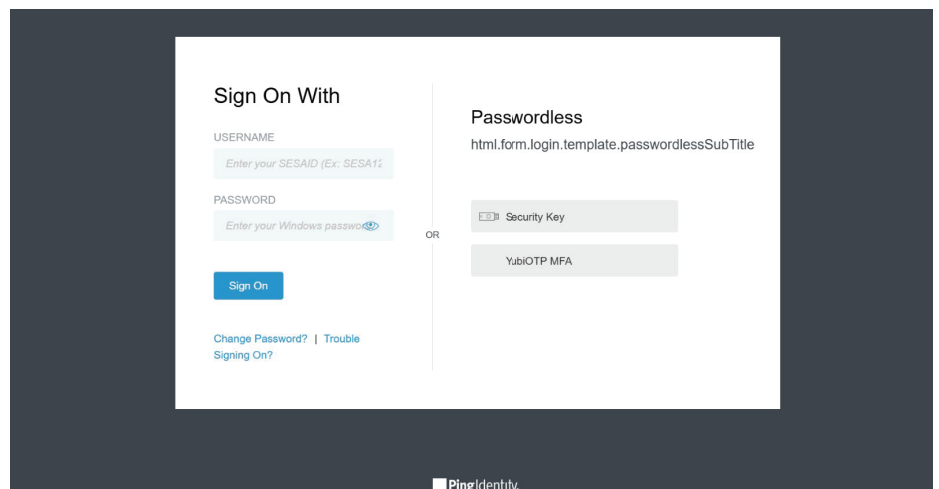 Sign On With
USERNAME
Enter your SESAID (Ex: SESA12
PASSWORD
Enter your Windows passwor
Sign On
Change Password? | Trouble
Signing On?
OR
Passwordless
html.form.login.template.passwordlessSubTitle
Security Key
YubiOTP MFA
PingIdentity.